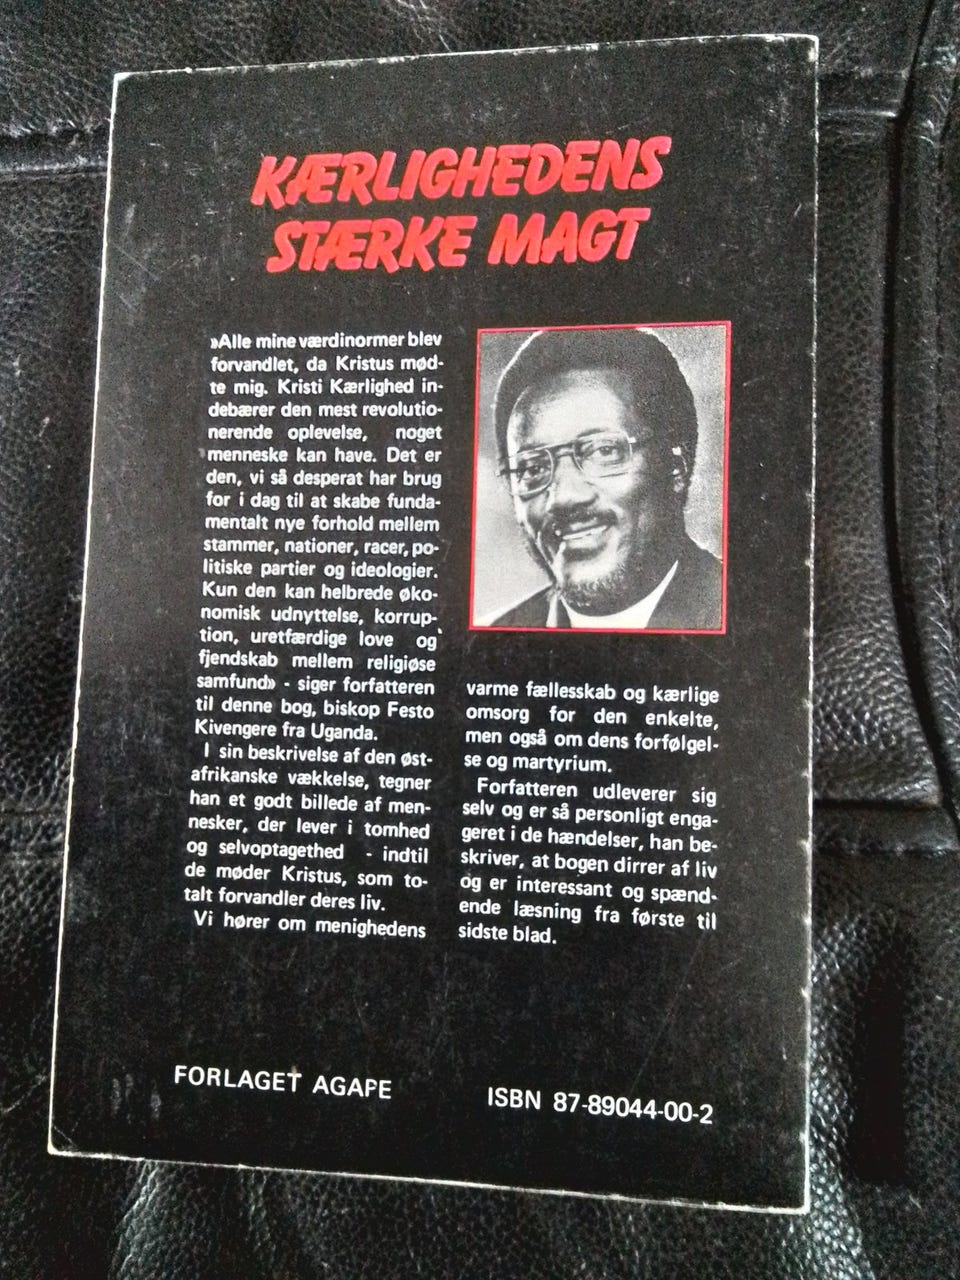 KÆRLIGHEDENS
STÆRKE MAGT
»Alle mine værdinormer blev
forvandlet, da Kristus mød-
te mig. Kristi Kærlighed in-
debærer den mest revolutio-
nerende oplevelse, noget
menneske kan have. Det er
den, vi så desperat har brug
for i dag til at skabe funda-
mentalt nye forhold mellem
stammer, nationer, racer, po-
litiske partier og ideologier.
Kun den kan helbrede øko-
nomisk udnyttelse, korrup-
tion, uretfærdige love og
fjendskab mellem religiøse
samfund» - siger forfatteren
til denne bog, biskop Festo
Kivengere fra Uganda.
I sin beskrivelse af den øst-
afrikanske vækkelse, tegner
han et godt billede af men-
nesker, der lever i tomhed
og selvoptagethed - indtil
de møder Kristus, som to-
talt forvandler deres liv.
Vi hører om menighedens
varme fællesskab og kærlige
omsorg for den enkelte,
men også om dens forfølgel-
se og martyrium.
Forfatteren udleverer sig
selv og er så personligt enga-
geret i de hændelser, han be-
skriver, at bogen dirrer af liv
og er interessant og spænd-
ende læsning fra første til
sidste blad.
FORLAGET AGAPE
ISBN 87-89044-00-2